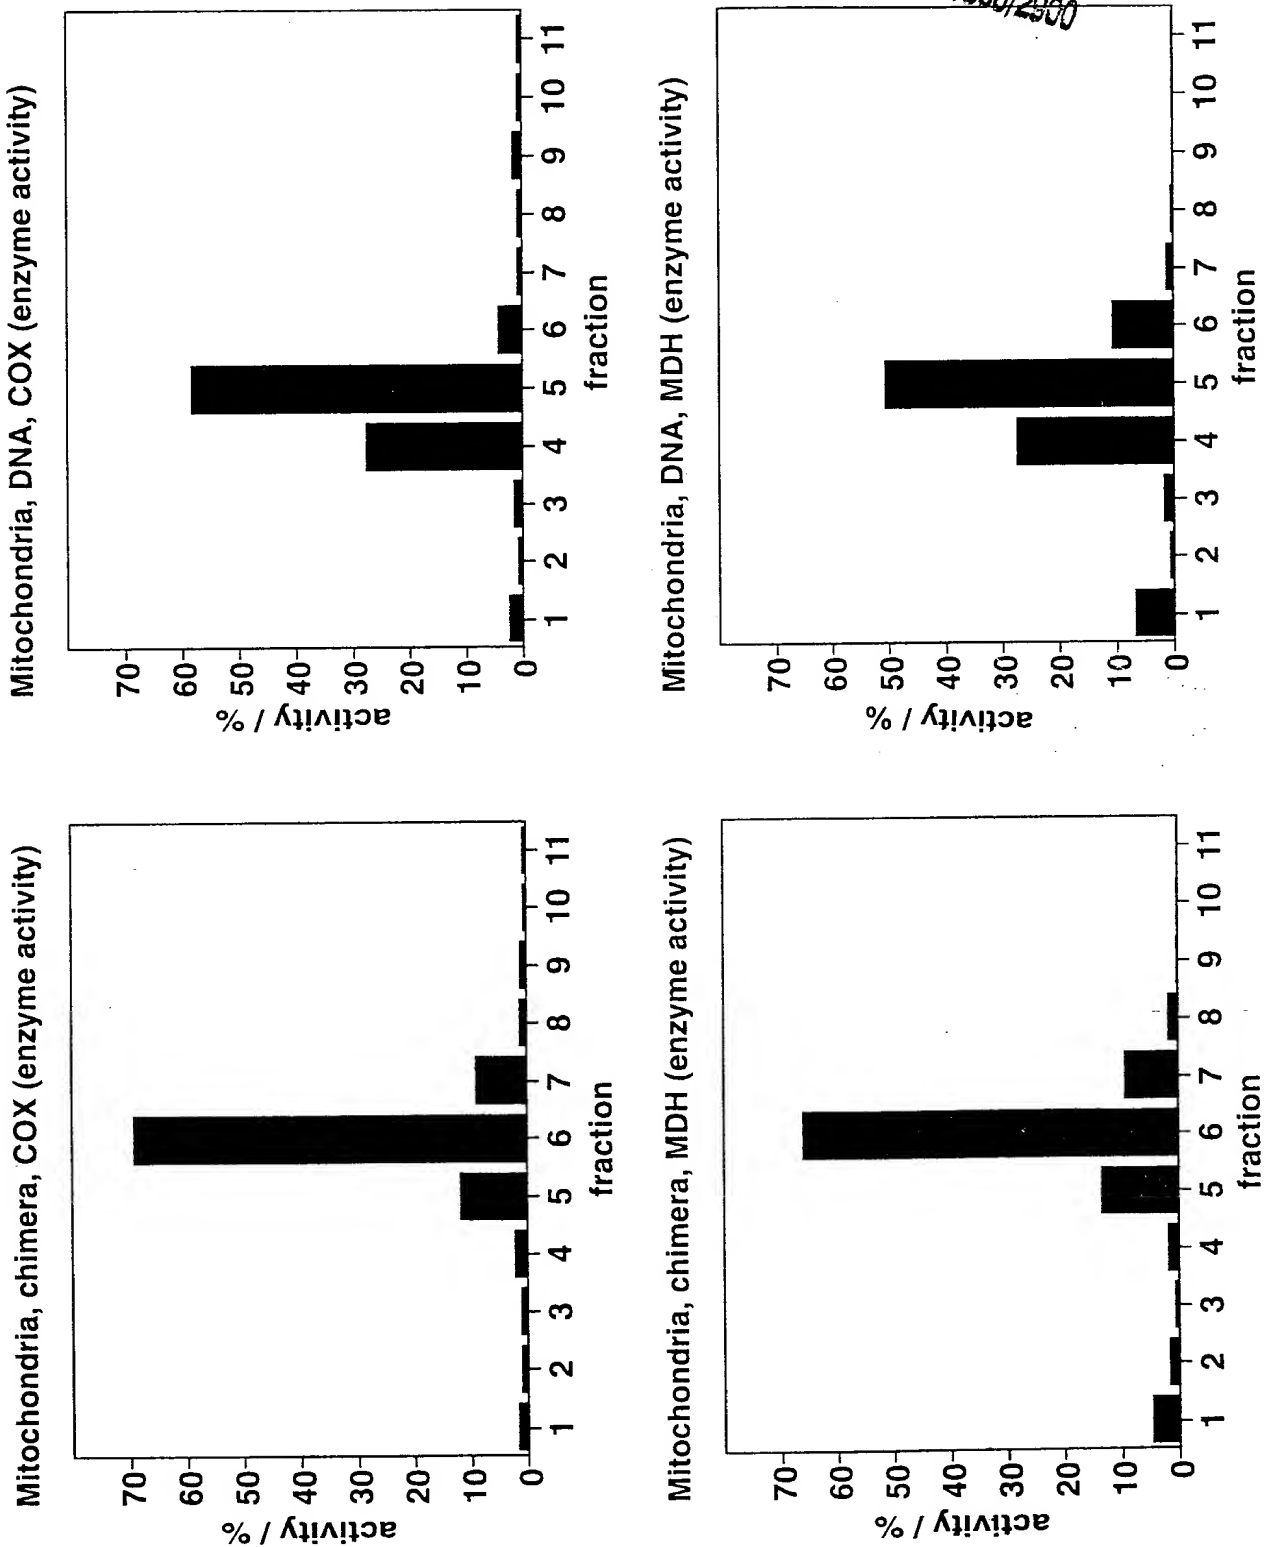 Mitochondria, chimera, COX (enzyme activity)
activity / %
70
60
50
40
30
20
10
0
1 2 3 4 5 6 7 8 9 10 11
fraction
Mitochondria, DNA, COX (enzyme activity)
activity / %
70
60
50
40
30
20
10
0
1 2 3 4 5 6 7 8 9 10 11
fraction
Mitochondria, chimera, MDH (enzyme activity)
activity / %
70
60
50
40
30
20
10
0
1 2 3 4 5 6 7 8 9 10 11
fraction
Mitochondria, DNA, MDH (enzyme activity)
activity / %
70
60
50
40
30
20
10
0
1 2 3 4 5 6 7 8 9 10 11
fraction